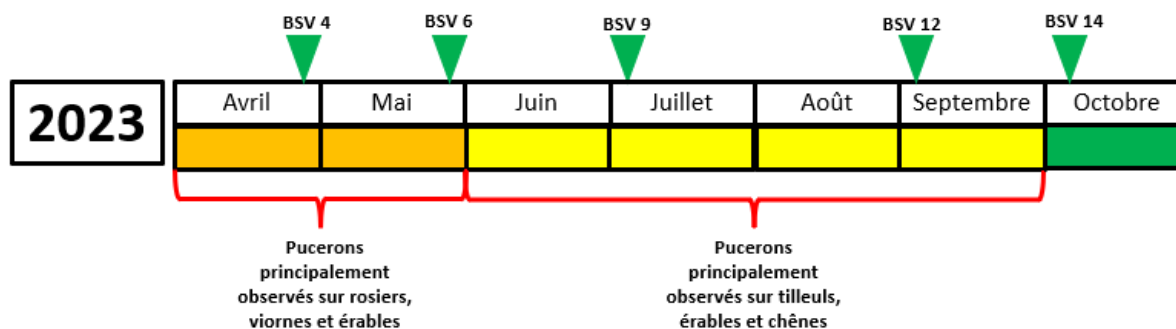 BSV 4
BSV 6
BSV 9
BSV 12
BSV 14
2023
Avril
Mai
Juin
Juillet
Août
Septembre
Octobre
Pucerons
principalement
observés sur rosiers,
viornes et érables
Pucerons
principalement
observés sur tilleuls,
érables et chênes